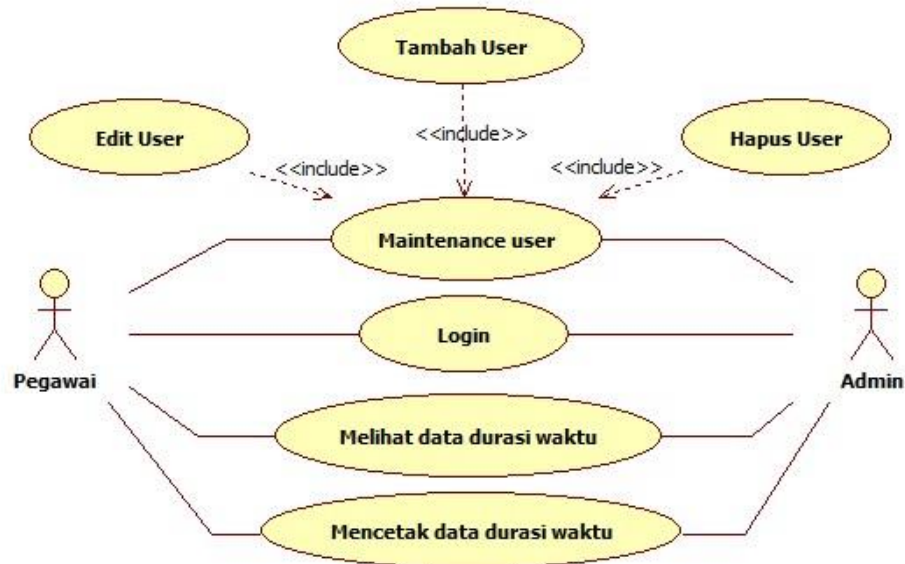 Tambah User
Edit User
<<include>>
Hapus User
<<include>>
<<include>>
Maintenance user
Login
Pegawai
Admin
Melihat data durasi waktu
Mencetak data durasi waktu